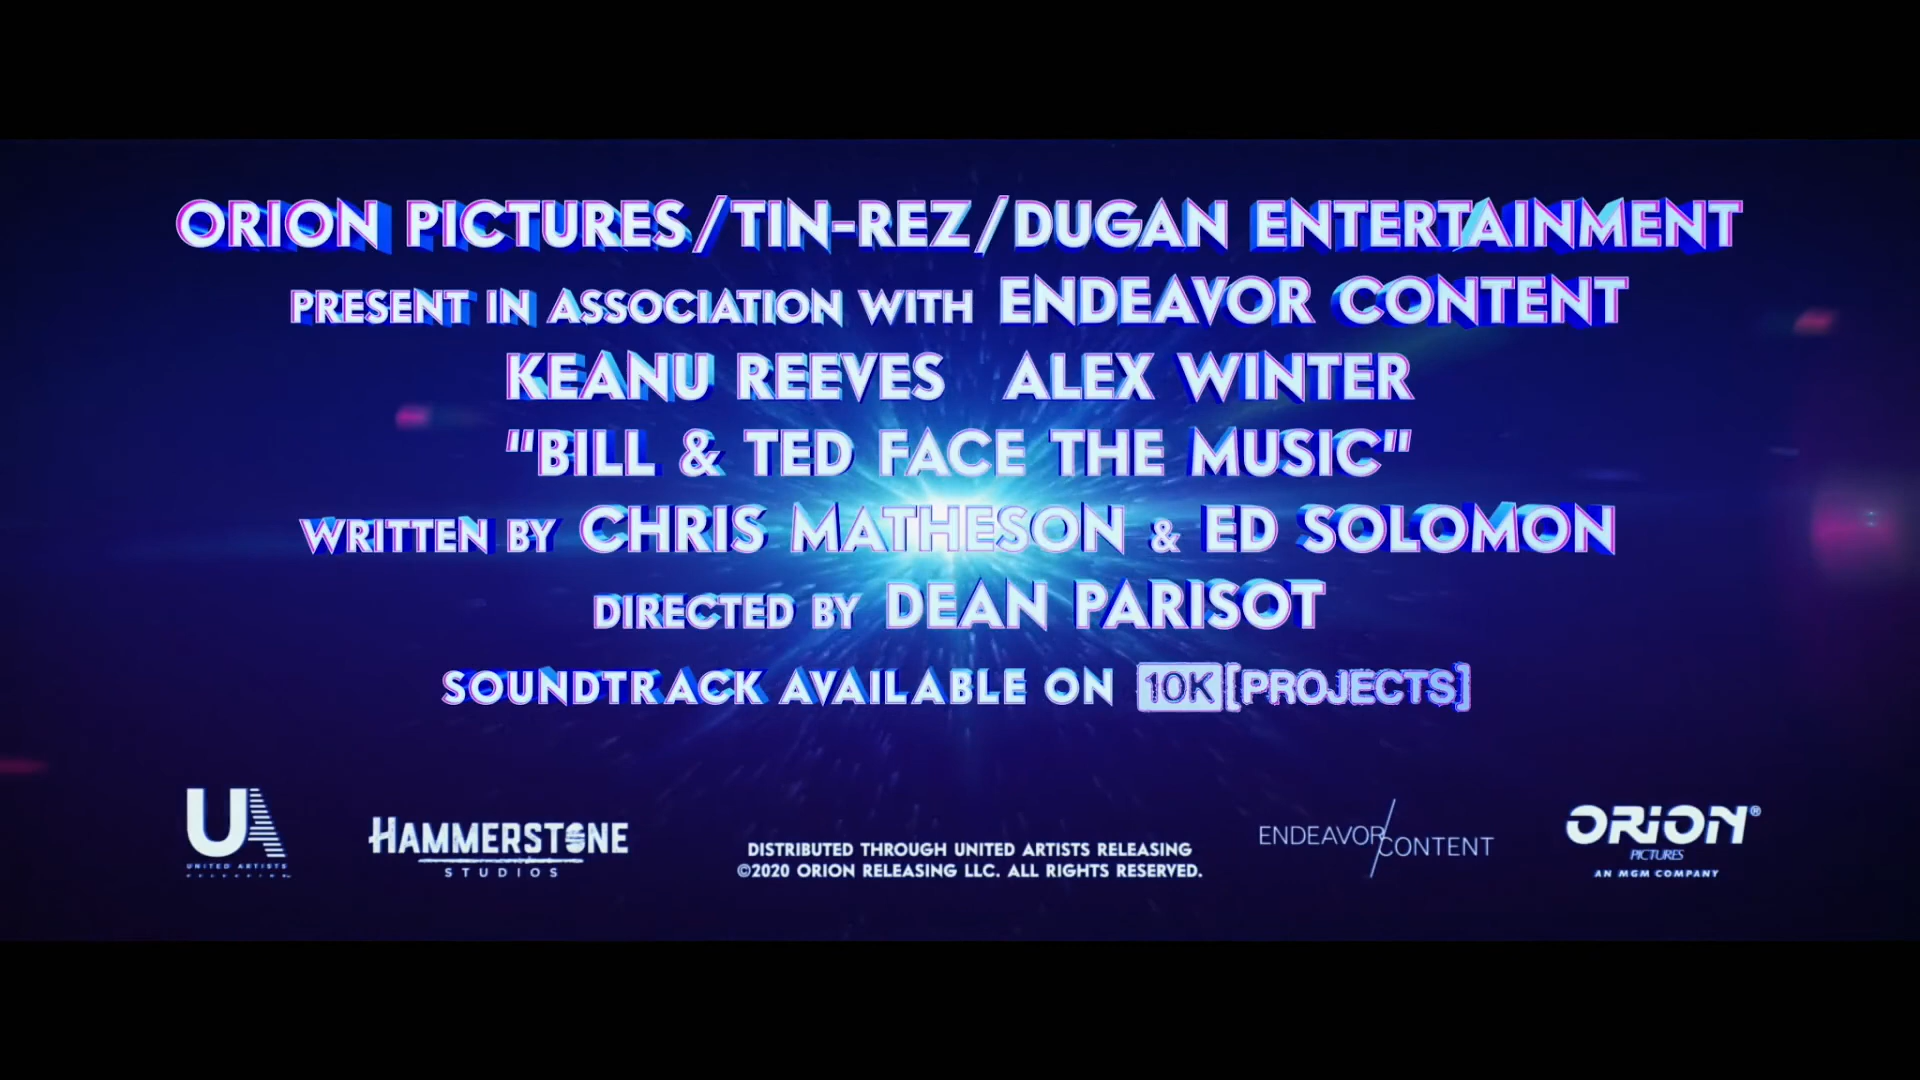 ORION PICTURES/TIN-REZ/DUGAN ENTERTAINMENT
PRESENT IN ASSOCIATION WITH ENDEAVOR CONTENT
KEANU REEVES ALEX WINTER
"BILL & TED FACE THE MUSIC"
WRITTEN BY CHRIS MATHESON & ED SOLOMON
DIRECTED BY DEAN PARISOT
SOUNDTRACK AVAILABLE ON 10K [PROJECTS]
UA
UNITED ARTISTS
HAMMERSTONE
STUDIOS
DISTRIBUTED THROUGH UNITED ARTISTS RELEASING
©2020 ORION RELEASING LLC. ALL RIGHTS RESERVED.
ENDEAVOR/CONTENT
ORION®
PICTURES
AN MGM COMPANY